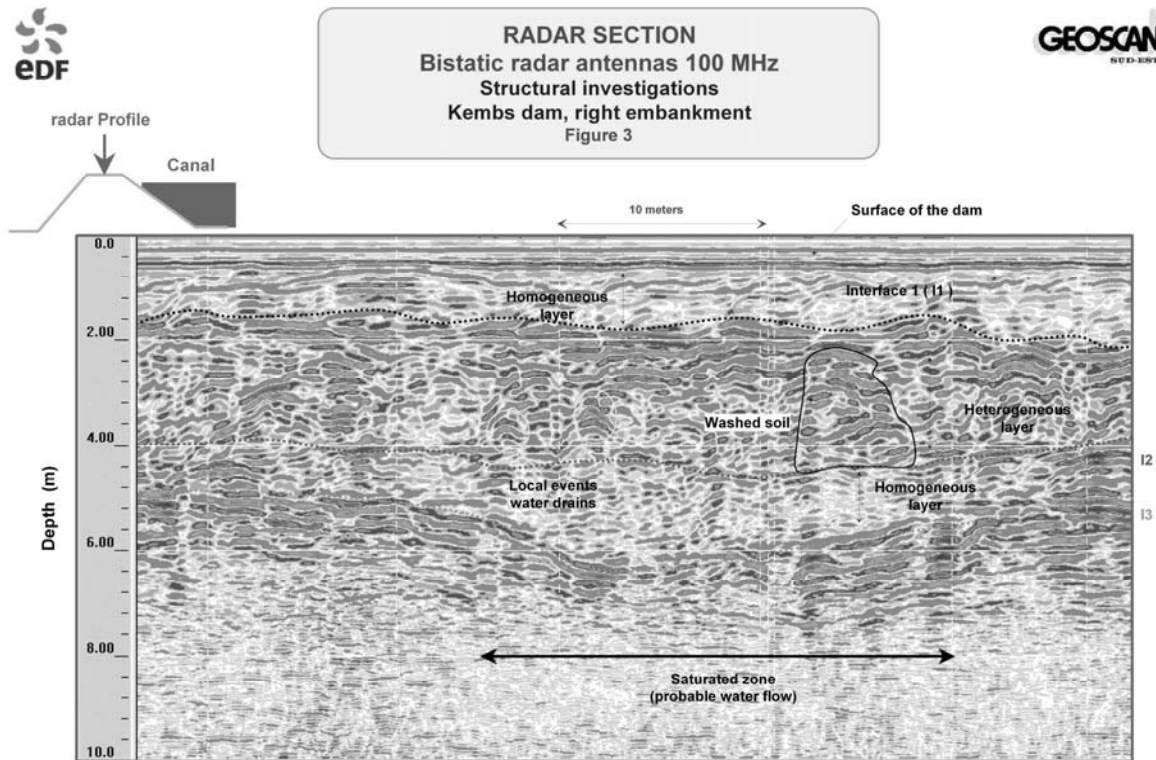 eDF
RADAR SECTION
Bistatic radar antennas 100 MHz
Structural investigations
Kembs dam, right embankment
Figure 3
GEOSCAN
SUD-EST
radar Profile
Canal
10 meters
Surface of the dam
0.0
Homogeneous
layer
Interface 1 ( I1 )
2.00
Washed soil
Heterogeneous
layer
4.00
I2
Local events
water drains
Homogeneous
layer
I3
Depth (m)
6.00
8.00
Saturated zone
(probable water flow)
10.0